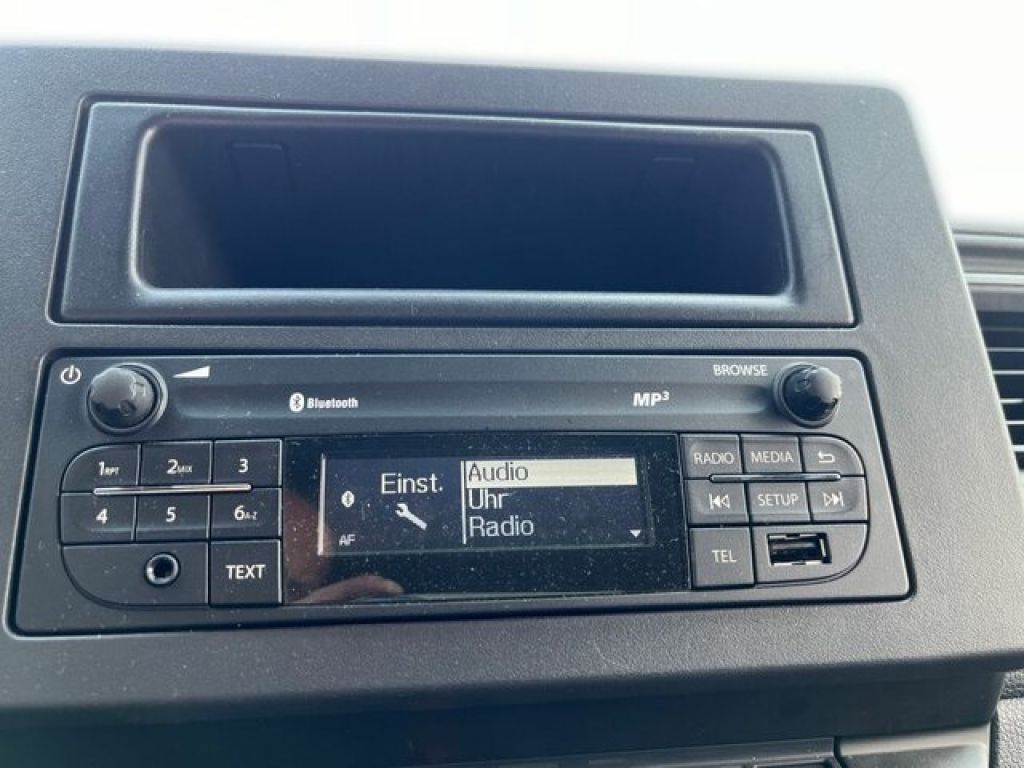 BROWSE
Bluetooth
MP3
1RPT 2MIX 3
4 5 6A-Z
TEXT
Einst.
AF
Audio
Uhr
Radio
RADIO MEDIA
SETUP
TEL